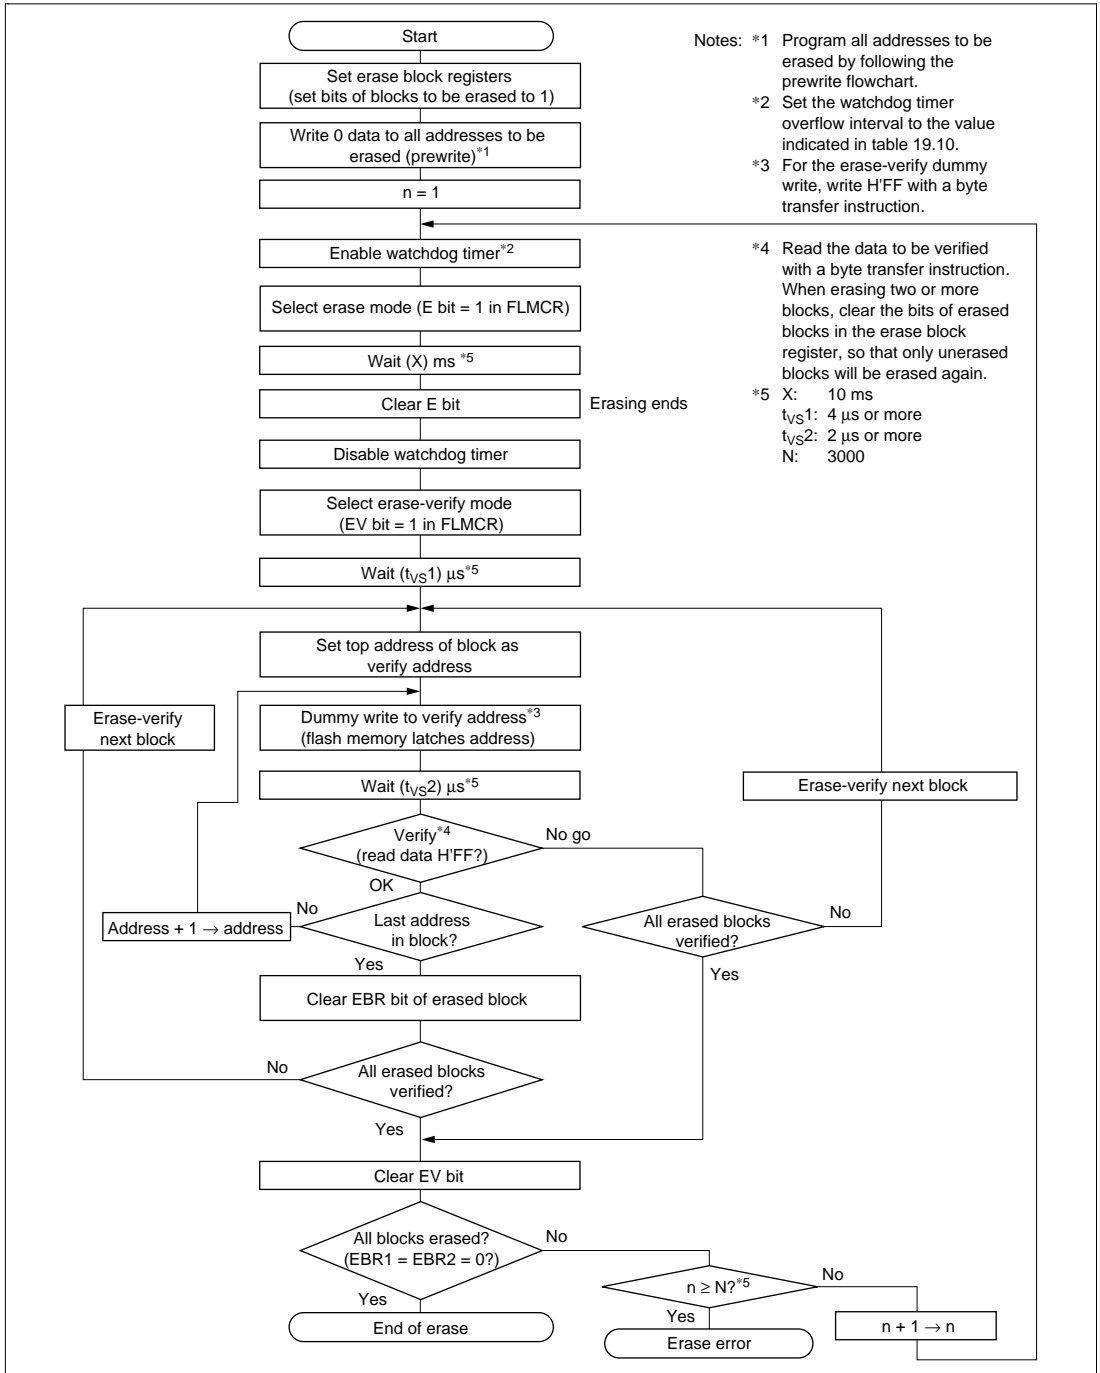 Start
Set erase block registers
(set bits of blocks to be erased to 1)
Write 0 data to all addresses to be
erased (prewrite)*1
n = 1
Enable watchdog timer*2
Select erase mode (E bit = 1 in FLMCR)
Wait (X) ms *5
Clear E bit
Erasing ends
Disable watchdog timer
Select erase-verify mode
(EV bit = 1 in FLMCR)
Wait (tVS1) μs*5
Set top address of block as
verify address
Erase-verify
next block
Dummy write to verify address*3
(flash memory latches address)
Wait (tVS2) μs*5
Erase-verify next block
Verify*4
(read data H'FF?)
No go
OK
No
Address + 1 → address
Last address
in block?
All erased blocks
verified?
No
Yes
Yes
Clear EBR bit of erased block
No
All erased blocks
verified?
Yes
Clear EV bit
All blocks erased?
(EBR1 = EBR2 = 0?)
No
n ≥ N?*5
No
Yes
Yes
End of erase
Erase error
n + 1 → n
Notes: *1 Program all addresses to be
erased by following the
prewrite flowchart.
*2 Set the watchdog timer
overflow interval to the value
indicated in table 19.10.
*3 For the erase-verify dummy
write, write H'FF with a byte
transfer instruction.
*4 Read the data to be verified
with a byte transfer instruction.
When erasing two or more
blocks, clear the bits of erased
blocks in the erase block
register, so that only unerased
blocks will be erased again.
*5 X: 10 ms
tVS1: 4 μs or more
tVS2: 2 μs or more
N: 3000